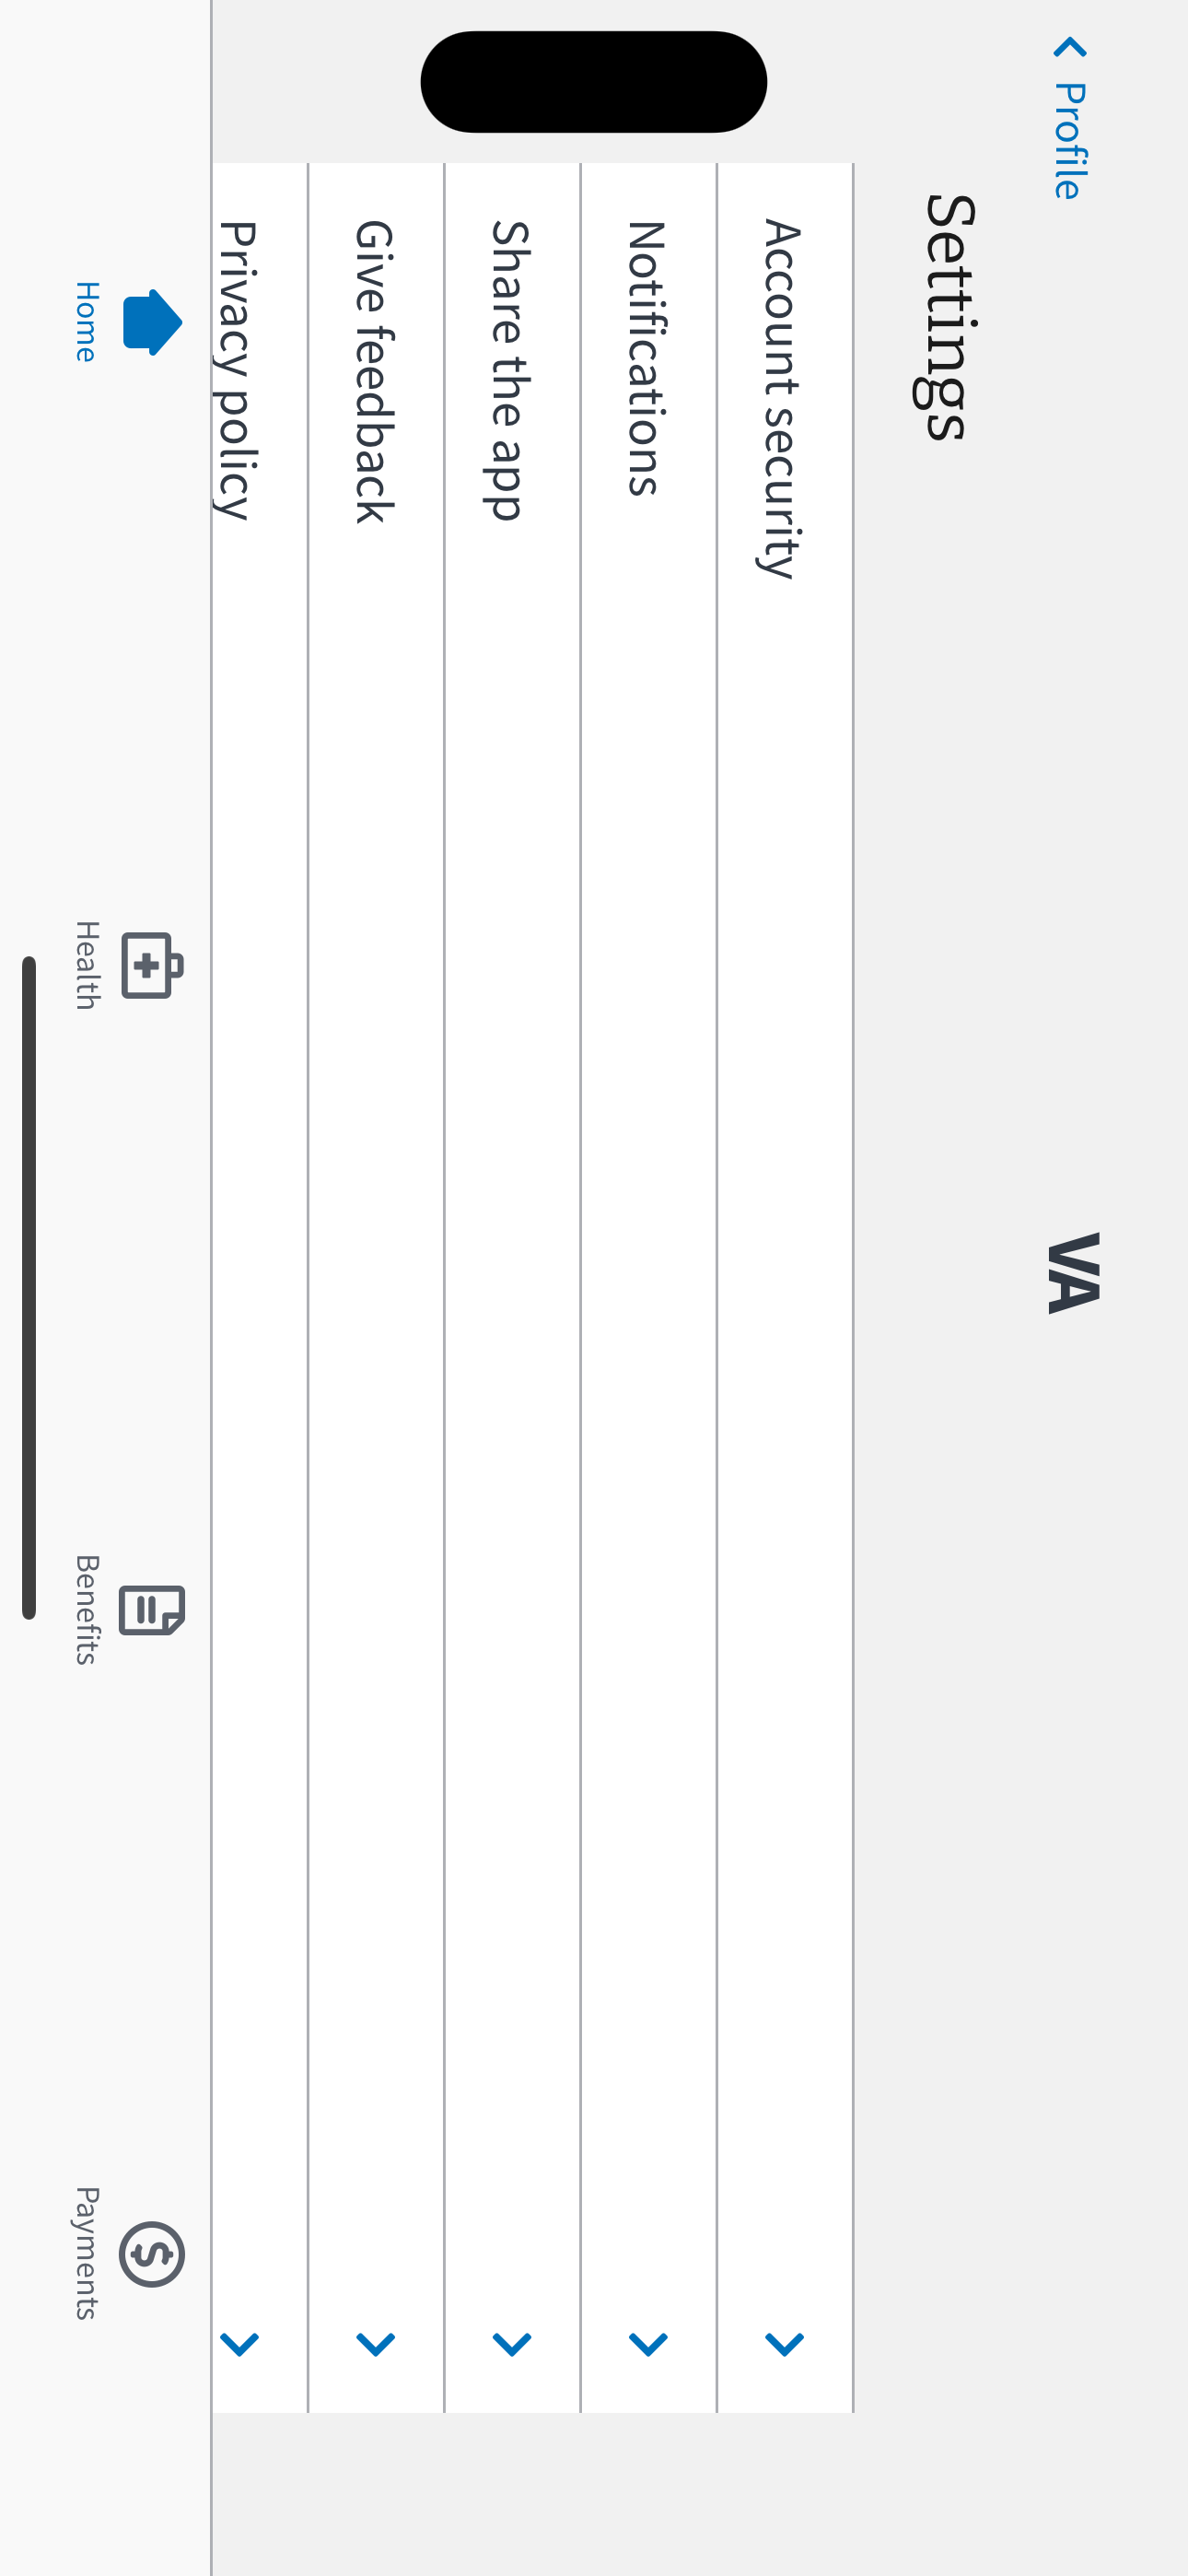 Profile
VA
Settings
Account security
Notifications
Share the app
Give feedback
Privacy policy
Home
Health
Benefits
Payments